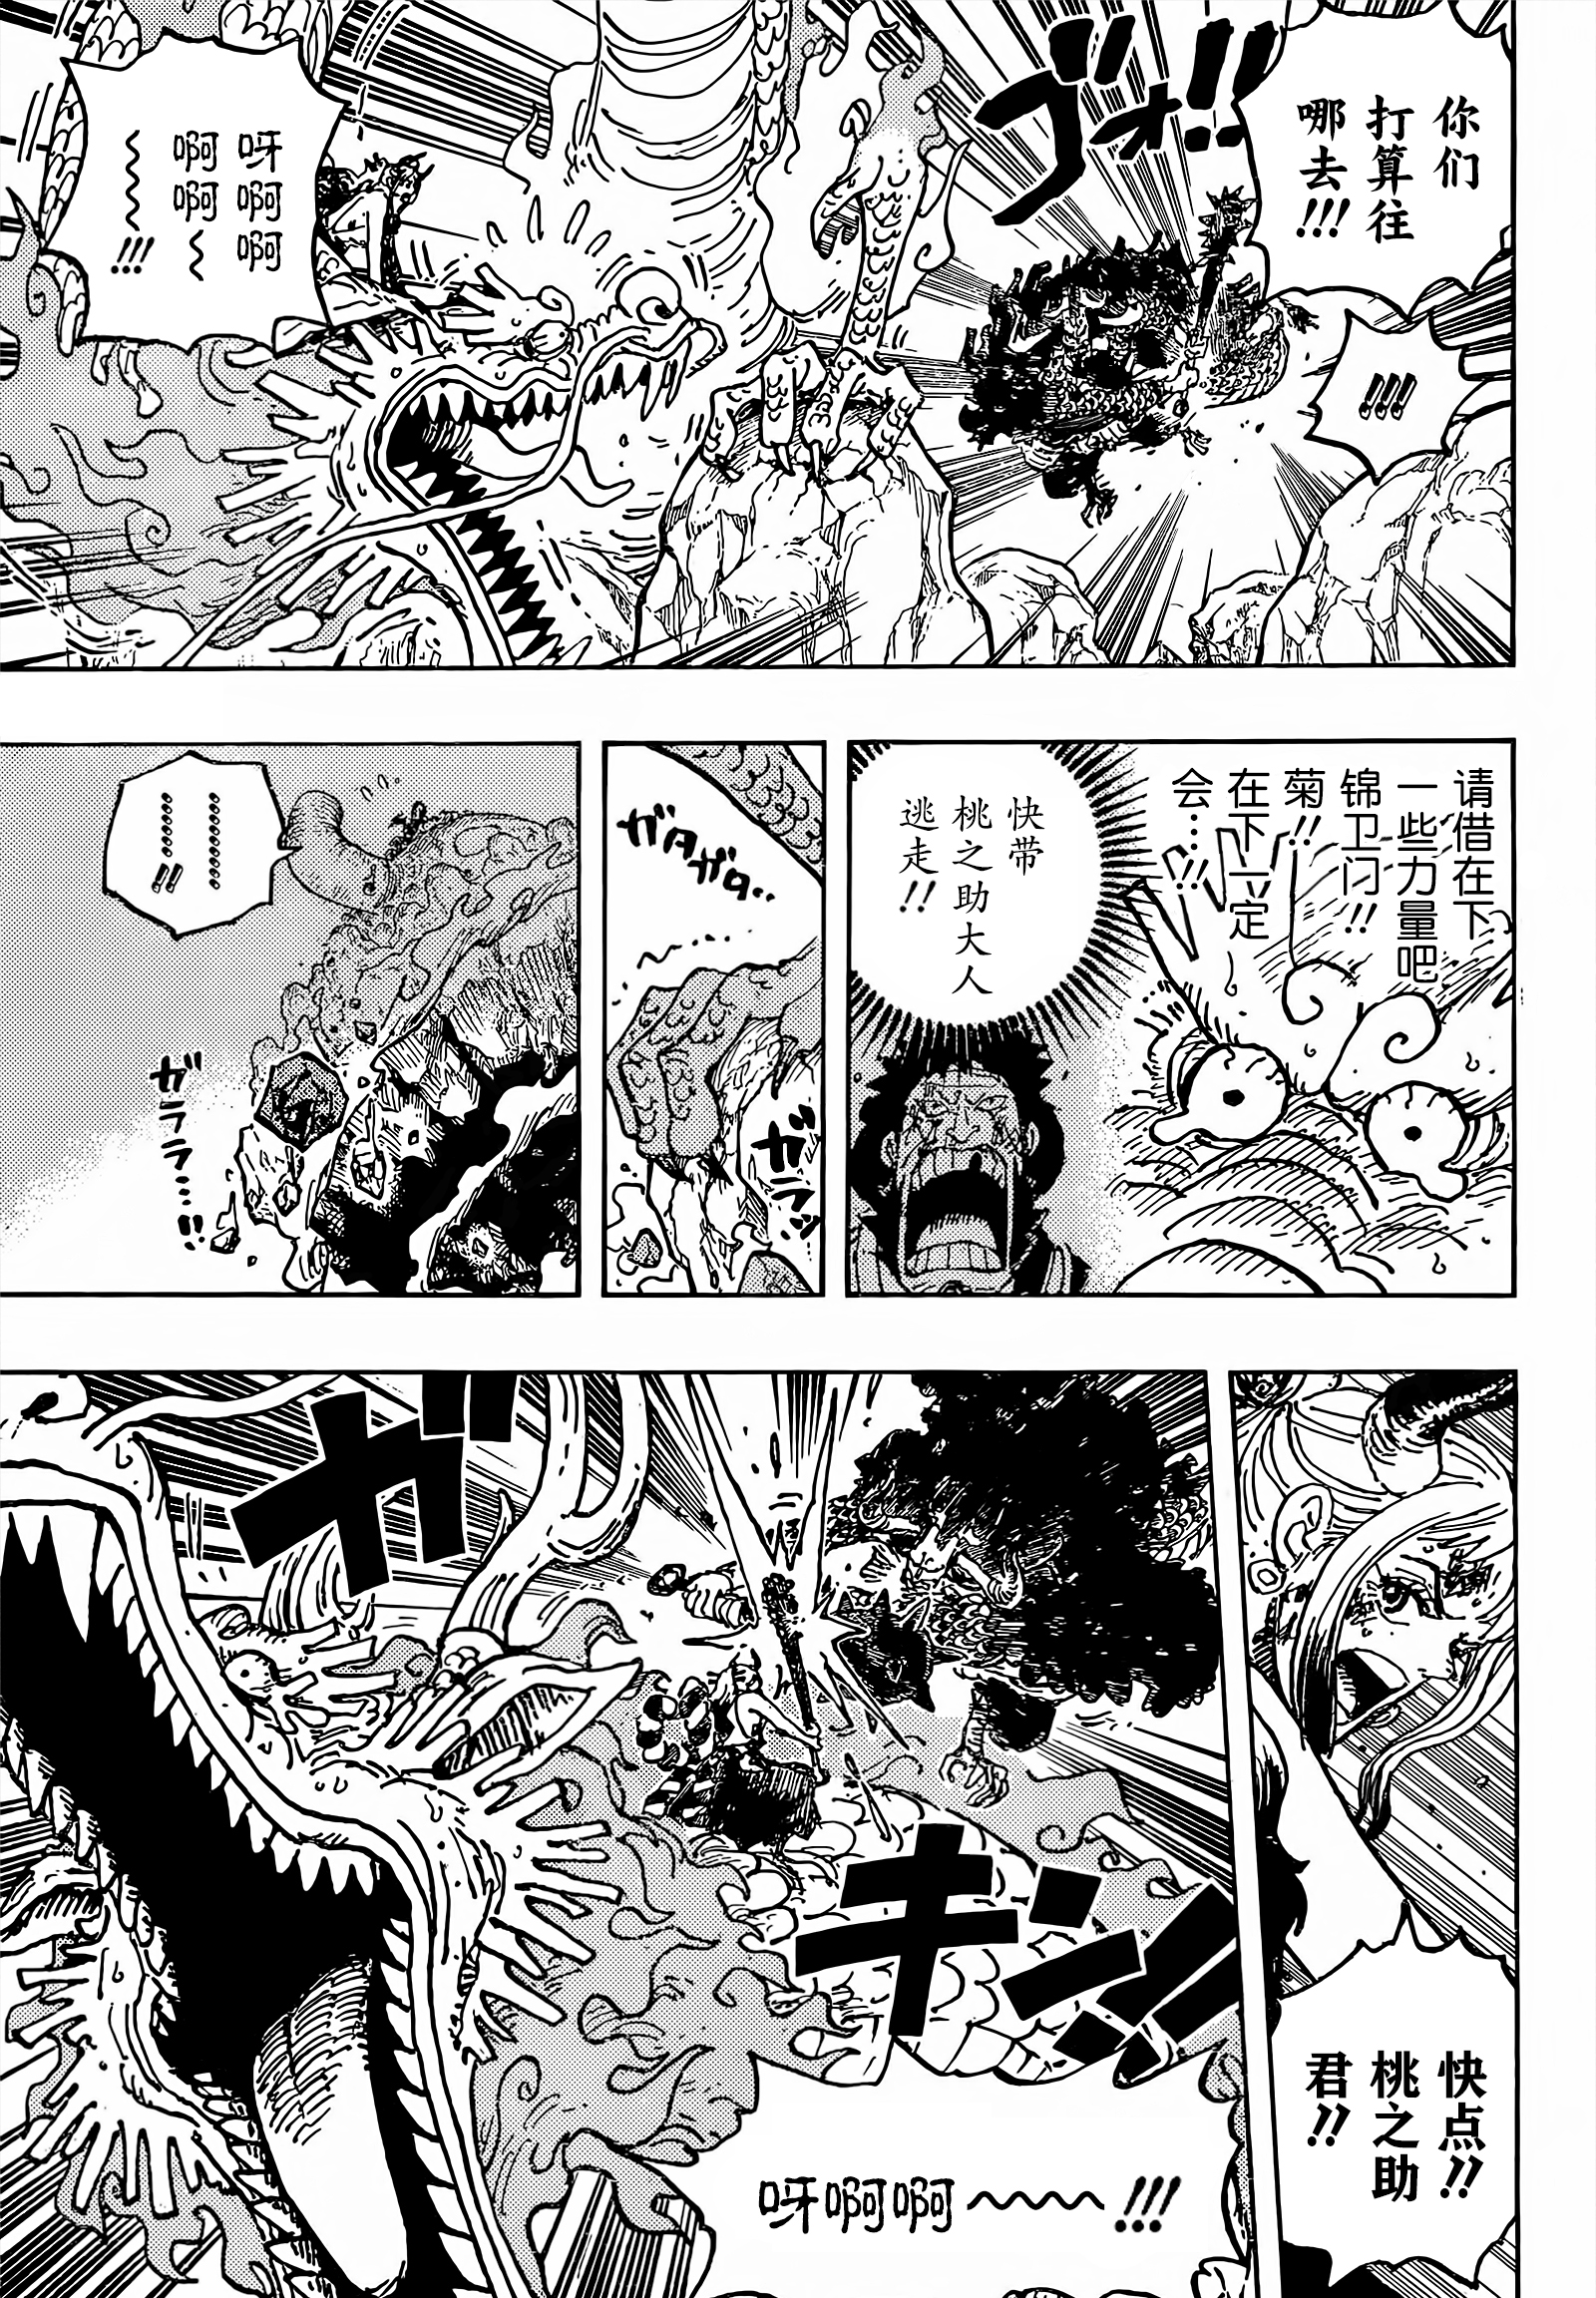 你们
打算往
哪去!!!
ゴォ!!
!!!
呀啊啊
啊啊~
~~~!!!
请借在下
一些力量吧
锦卫门!!
菊!!
在下一定
会…!!
快带
桃之助大人
逃走!!
ガタガタ…
ガラッ
…………
…………!!
ガラララ…!!
快点!!
桃之助
君!!
ガキン!!
呀啊啊~~~!!!